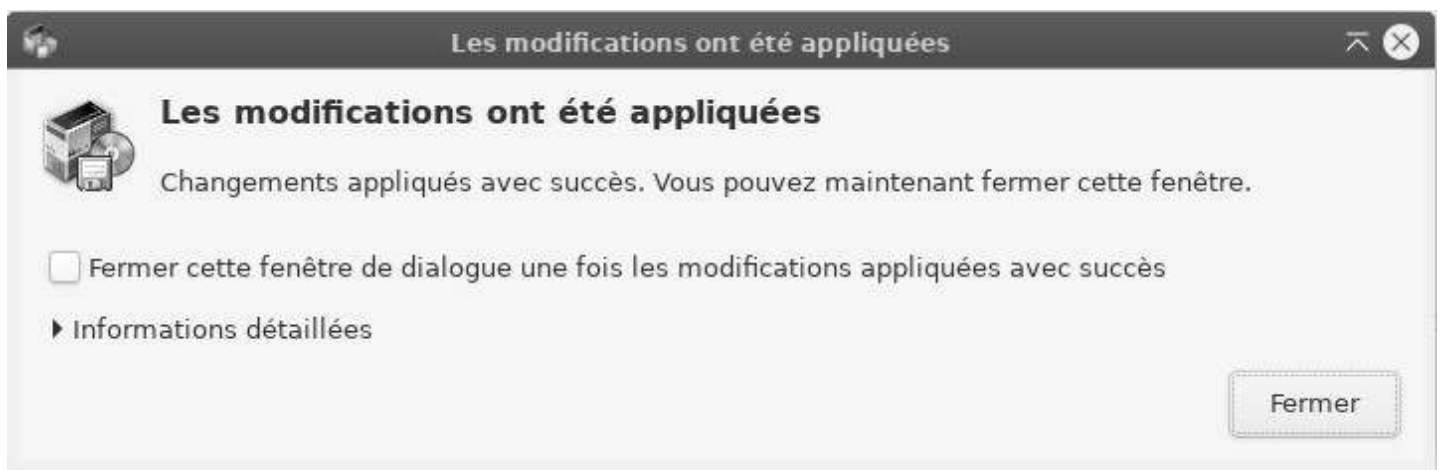 Les modifications ont été appliquées
Les modifications ont été appliquées
Changements appliqués avec succès. Vous pouvez maintenant fermer cette fenêtre.
Fermer cette fenêtre de dialogue une fois les modifications appliquées avec succès
Informations détaillées
Fermer